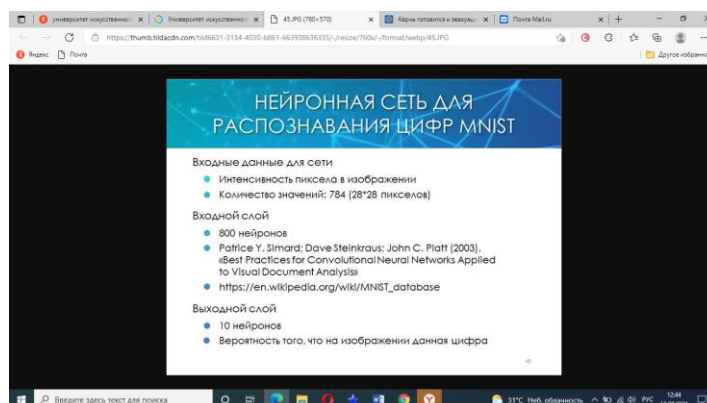 университет искусственног
Университет искусственног
45.JPG (760×570)
Керчь готовится к эвакуац
Почта Mail.ru
https://thumb.tildacdn.com/tild6631-3134-4030-b861-663938636335/-/resize/760x/-/format/webp/45.JPG
Яндекс Почта
Другое избранно
НЕЙРОННАЯ СЕТЬ ДЛЯ
РАСПОЗНАВАНИЯ ЦИФР MNIST
Входные данные для сети
Интенсивность пиксела в изображении
Количество значений: 784 (28*28 пикселов)
Входной слой
800 нейронов
Patrice Y. Simard; Dave Steinkraus; John C. Platt (2003).
«Best Practices for Convolutional Neural Networks Applied
to Visual Document Analysis»
https://en.wikipedia.org/wiki/MNIST_database
Выходной слой
10 нейронов
Вероятность того, что на изображении данная цифра
Введите здесь текст для поиска
31°C Неб. облачность
РУС
12:44